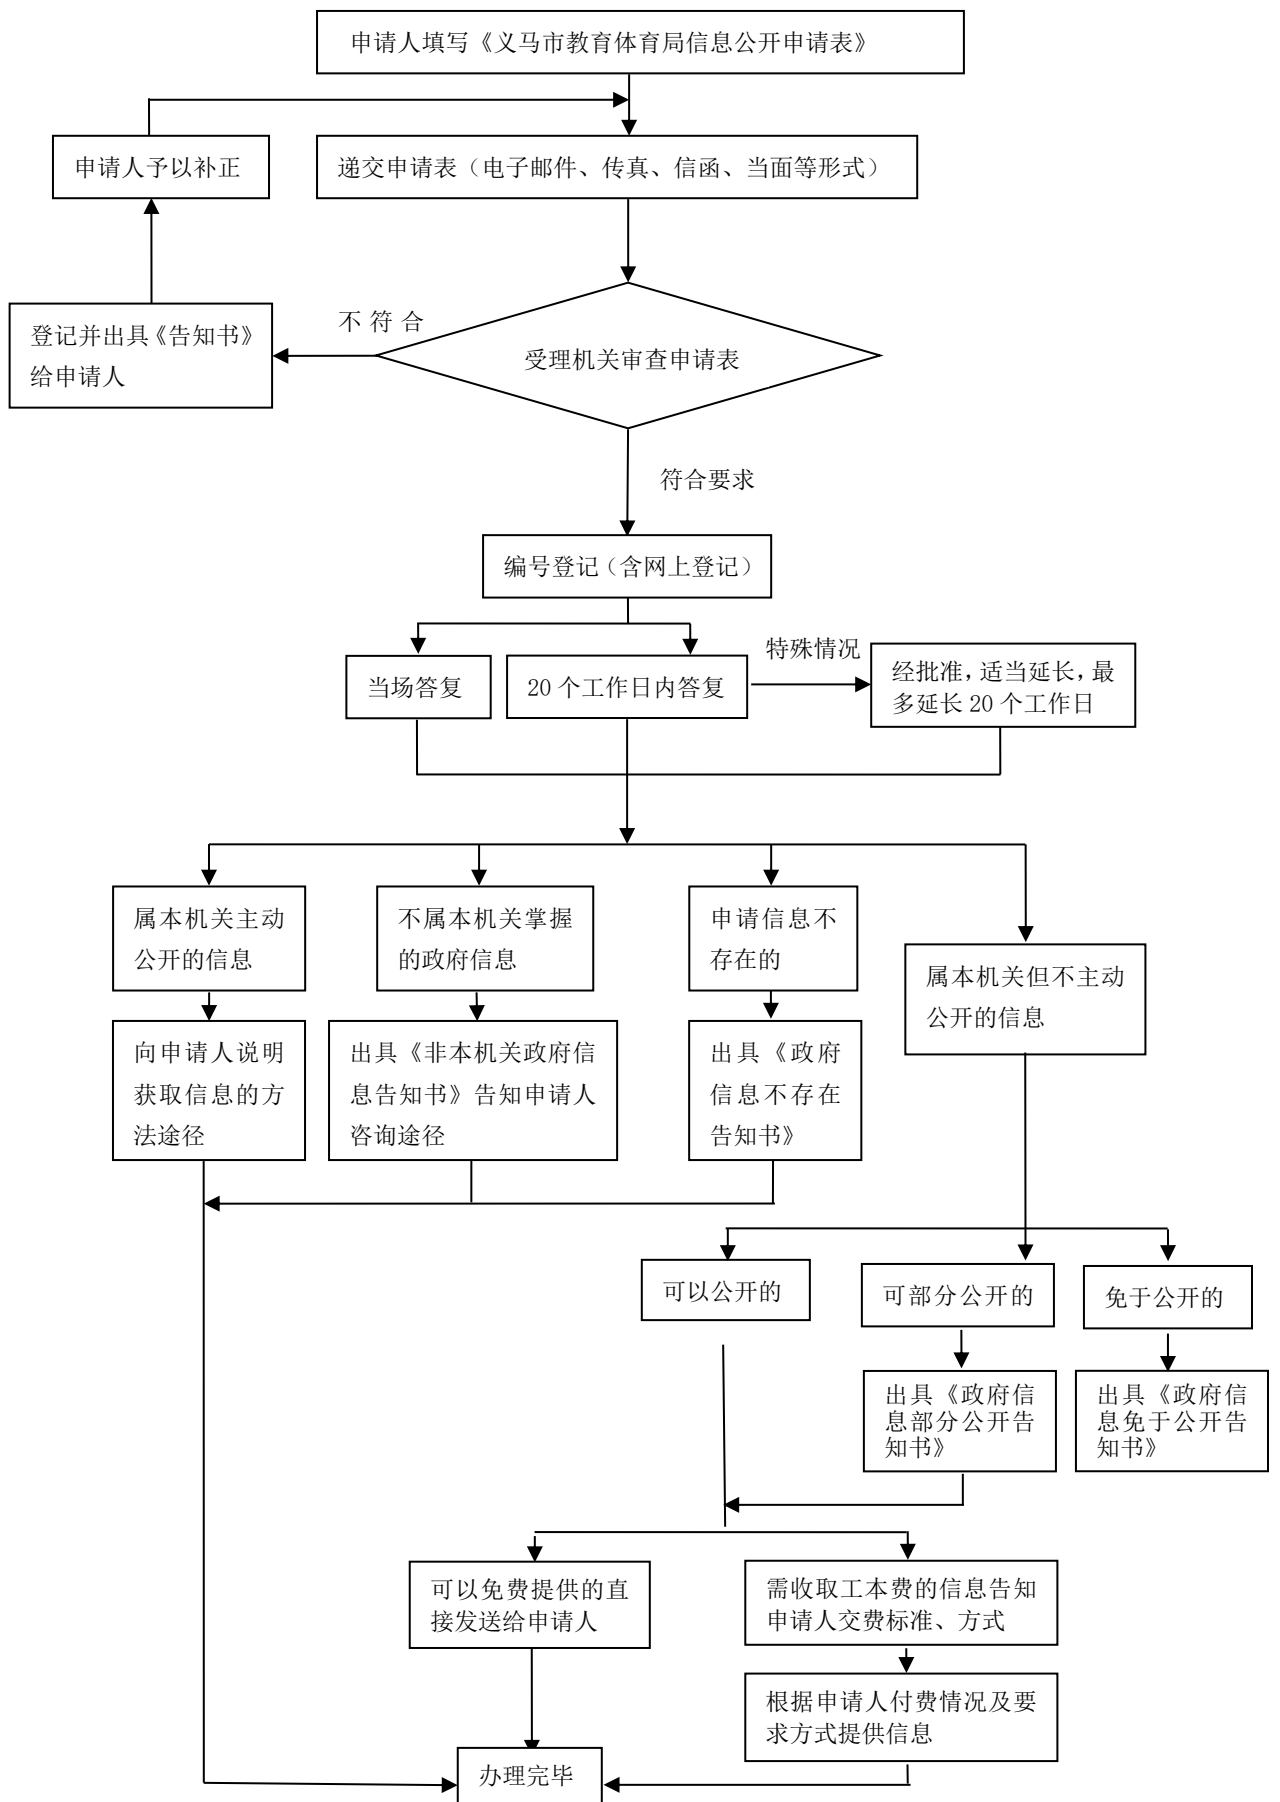 申请人填写《义马市教育体育局信息公开申请表》
申请人予以补正
递交申请表（电子邮件、传真、信函、当面等形式）
登记并出具《告知书》
给申请人
不 符 合
受理机关审查申请表
符合要求
编号登记（含网上登记）
当场答复
20 个工作日内答复
特殊情况
经批准，适当延长，最
多延长 20 个工作日
属本机关主动
公开的信息
不属本机关掌握
的政府信息
申请信息不
存在的
属本机关但不主动
公开的信息
向申请人说明
获取信息的方
法途径
出具《非本机关政府信
息告知书》告知申请人
咨询途径
出具《政府
信息不存在
告知书》
可以公开的
可部分公开的
免于公开的
出具《政府信
息部分公开告
知书》
出具《政府信
息免于公开告
知书》
可以免费提供的直
接发送给申请人
需收取工本费的信息告知
申请人交费标准、方式
根据申请人付费情况及要
求方式提供信息
办理完毕